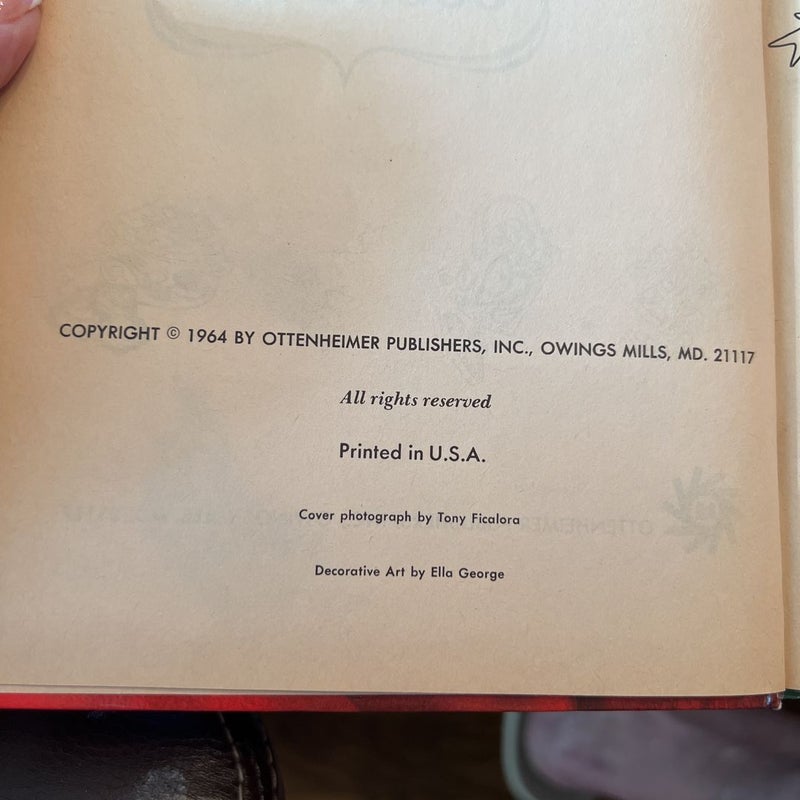 COPYRIGHT © 1964 BY OTTENHEIMER PUBLISHERS, INC., OWINGS MILLS, MD. 21117
All rights reserved
Printed in U.S.A.
Cover photograph by Tony Ficalora
Decorative Art by Ella George